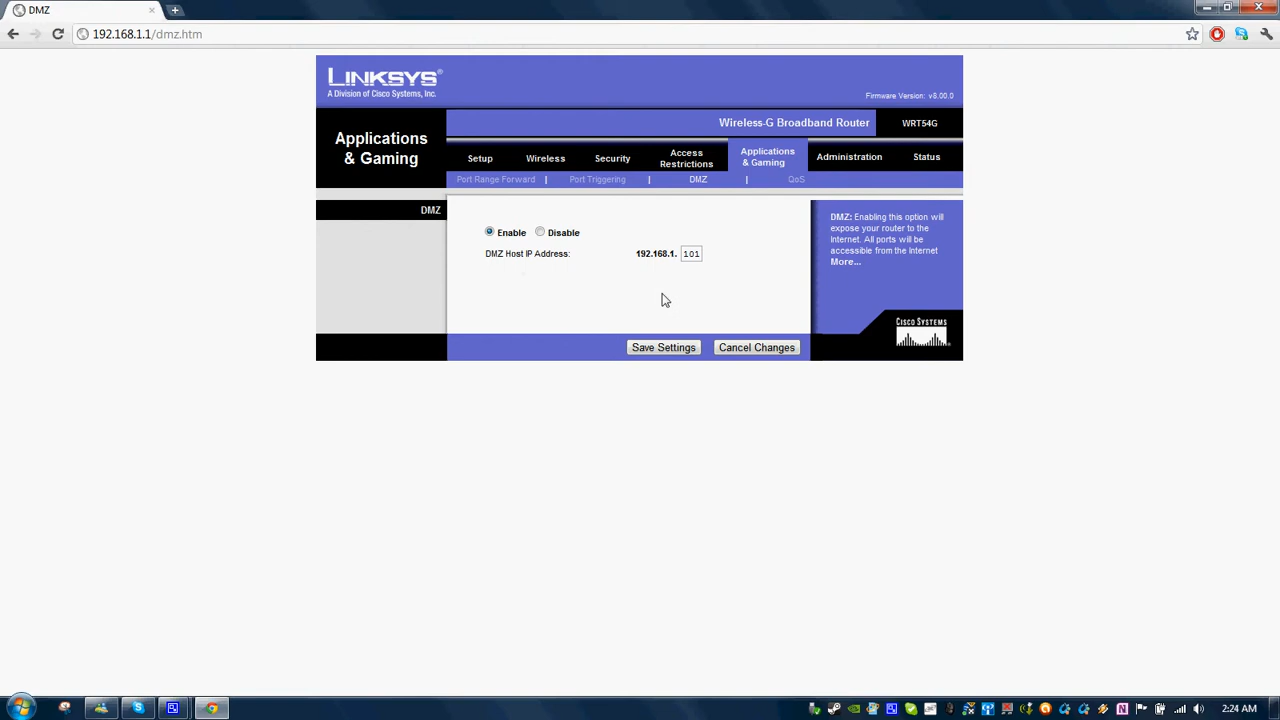 DMZ
192.168.1.1/dmz.htm
LINKSYS®
A Division of Cisco Systems, Inc.
Firmware Version: v8.00.0
Applications
& Gaming
Wireless-G Broadband Router
WRT54G
Setup
Wireless
Security
Access
Restrictions
Applications
& Gaming
Administration
Status
Port Range Forward | Port Triggering | DMZ | QoS
DMZ
Enable Disable
DMZ Host IP Address: 192.168.1. 101
DMZ: Enabling this option will
expose your router to the
Internet. All ports will be
accessible from the Internet
More...
CISCO SYSTEMS
Save Settings Cancel Changes
2:24 AM